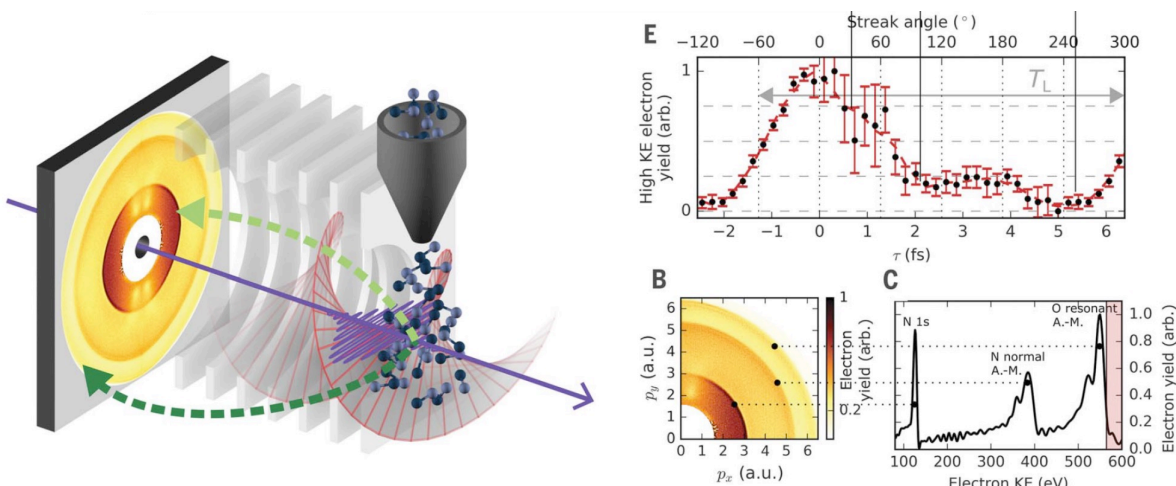 E
Streak angle (°)
−120 −60 0 60 120 180 240 300
High KE electron
yield (arb.)
1
0
T_L
−2 −1 0 1 2 3 4 5 6
τ (fs)
B
6
5
4
3
2
1
0
p_y (a.u.)
0 1 2 3 4 5 6
p_x (a.u.)
1
0.2
Electron
yield (arb.)
C
N 1s
N normal
A.-M.
O resonant
A.-M.
1.0
0.8
0.6
0.4
0.2
0.0
Electron yield (arb.)
100 200 300 400 500 600
Electron KE (eV)